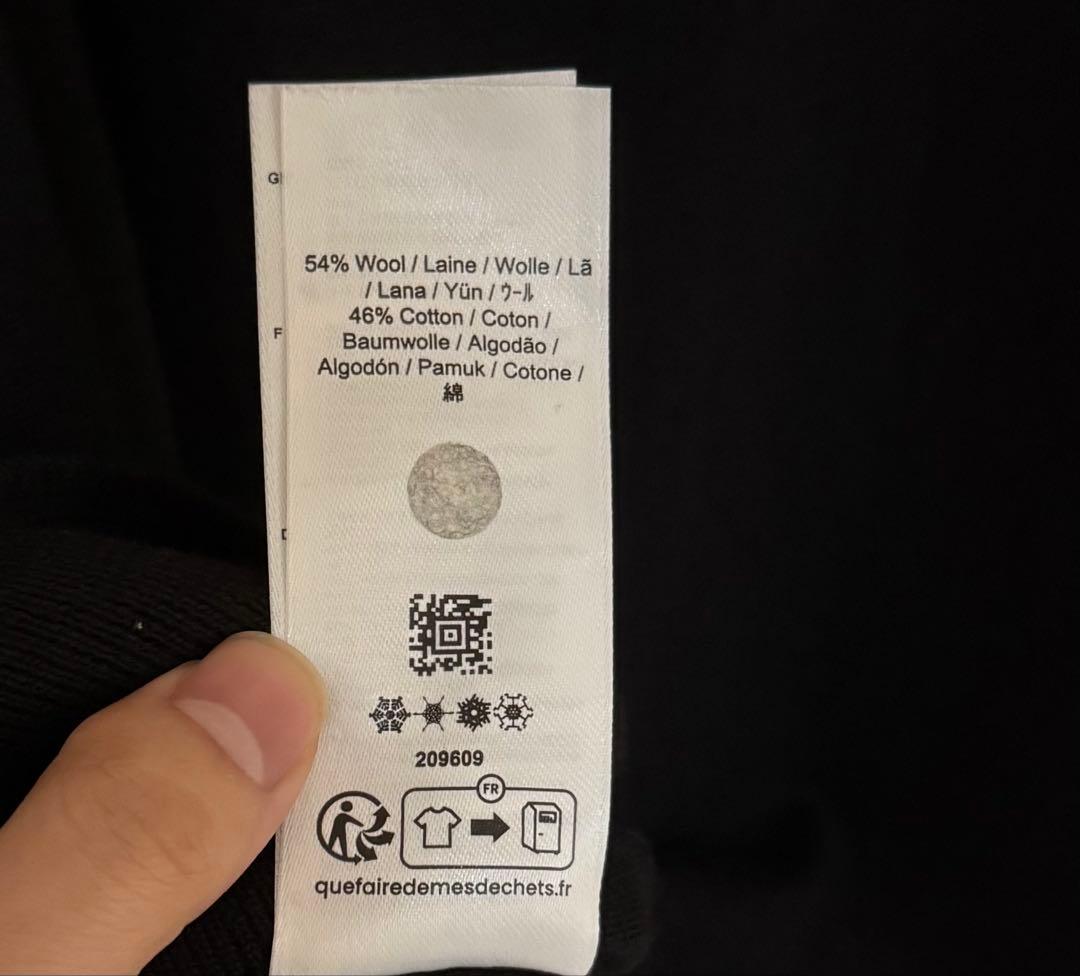 G
F
54% Wool / Laine / Wolle / Lã
/ Lana / Yün / ウール
46% Cotton / Coton /
Baumwolle / Algodão /
Algodón / Pamuk / Cotone /
綿
209609
FR
quefairedemesdechets.fr